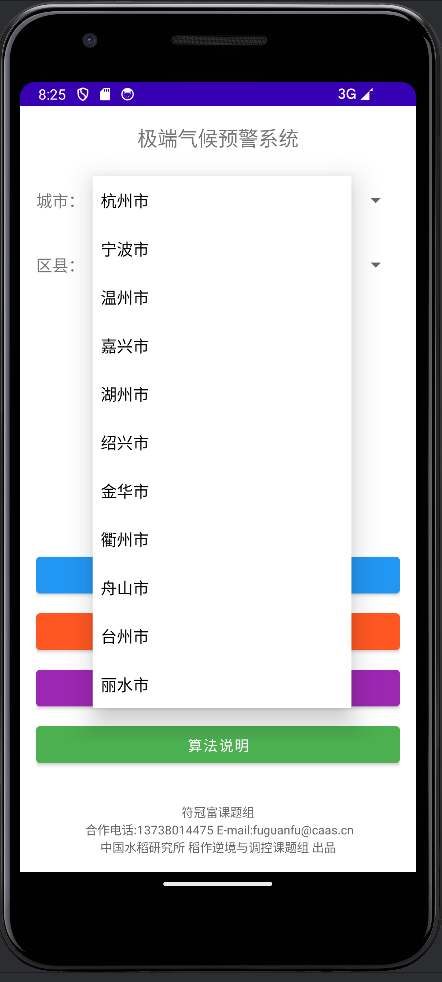 8:25 3G
极端气候预警系统
城市：
杭州市
宁波市
区县：
温州市
嘉兴市
湖州市
绍兴市
金华市
衢州市
舟山市
台州市
丽水市
算法说明
符冠富课题组
合作电话:13738014475 E-mail:fuguanfu@caas.cn
中国水稻研究所 稻作逆境与调控课题组 出品